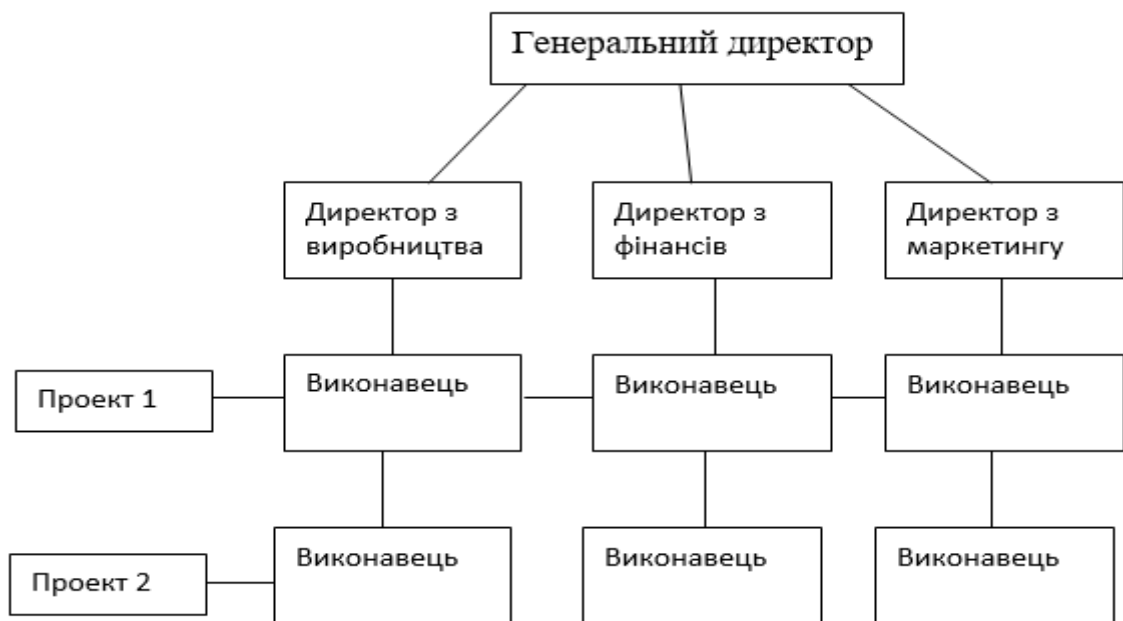 Генеральний директор
Директор з
виробництва
Директор з
фінансів
Директор з
маркетингу
Проект 1
Виконавець
Виконавець
Виконавець
Проект 2
Виконавець
Виконавець
Виконавець